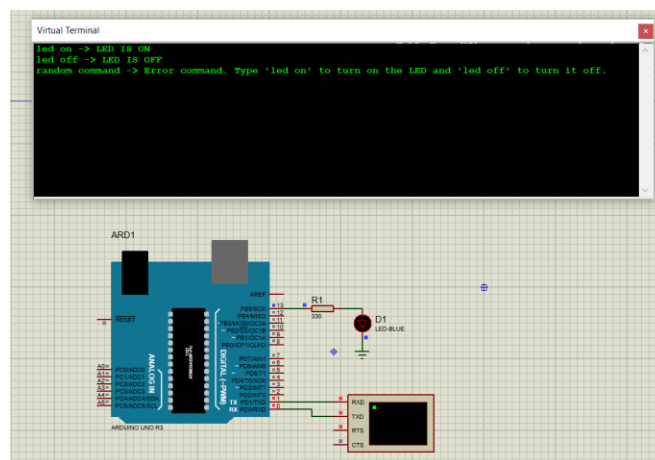 Virtual Terminal
led on -> LED IS ON
led off -> LED IS OFF
random command -> Error command. Type 'led on' to turn on the LED and 'led off' to turn it off.
ARD1
AREF
RESET
PB5/SCK 13
PB4/MISO 12
~PB3/MOSI/OC2A 11
~PB2/SS/OC1B 10
~PB1/OC1A 9
PB0/ICP1/CLKO 8
PD7/AIN1 7
~PD6/AIN0 6
~PD5/T1 5
PD4/T0/XCK 4
~PD3/INT1 3
PD2/INT0 2
TX PD1/TXD 1
RX PD0/RXD 0
A0 PC0/ADC0
A1 PC1/ADC1
A2 PC2/ADC2
A3 PC3/ADC3
A4 PC4/ADC4/SDA
A5 PC5/ADC5/SCL
ANALOG IN
DIGITAL (~PWM)
ARDUINO UNO R3
R1
330
D1
LED-BLUE
RXD
TXD
RTS
CTS